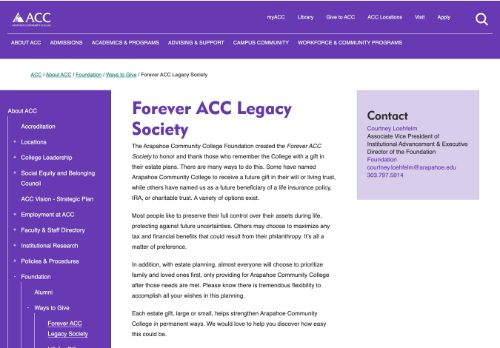 ACC
myACC Library Give to ACC ACC Locations Visit Apply
ABOUT ACC ADMISSIONS ACADEMICS & PROGRAMS ADVISING & SUPPORT CAMPUS COMMUNITY WORKFORCE & COMMUNITY PROGRAMS
ACC / About ACC / Foundation / Ways to Give / Forever ACC Legacy Society
About ACC
Accreditation
Locations
College Leadership
Social Equity and Belonging
Council
ACC Vision - Strategic Plan
Employment at ACC
Faculty & Staff Directory
Institutional Research
Policies & Procedures
Foundation
Alumni
Ways to Give
Forever ACC
Legacy Society
Forever ACC Legacy
Society
The Arapahoe Community College Foundation created the Forever ACC
Society to honor and thank those who remember the College with a gift in
their estate plans. There are many ways to do this. Some have named
Arapahoe Community College to receive a future gift in their will or living trust,
while others have named us as a future beneficiary of a life insurance policy,
IRA, or charitable trust. A variety of options exist.
Most people like to preserve their full control over their assets during life,
protecting against future uncertainties. Others may choose to maximize any
tax and financial benefits that could result from their philanthropy. It's all a
matter of preference.
In addition, with estate planning, almost everyone will choose to prioritize
family and loved ones first, only providing for Arapahoe Community College
after those needs are met. Please know there is tremendous flexibility to
accomplish all your wishes in this planning.
Each estate gift, large or small, helps strengthen Arapahoe Community
College in permanent ways. We would love to help you discover how easy
this could be.
Contact
Courtney Loehfelm
Associate Vice President of
Institutional Advancement & Executive
Director of the Foundation
Foundation
courtney.loehfelm@arapahoe.edu
303.797.5914